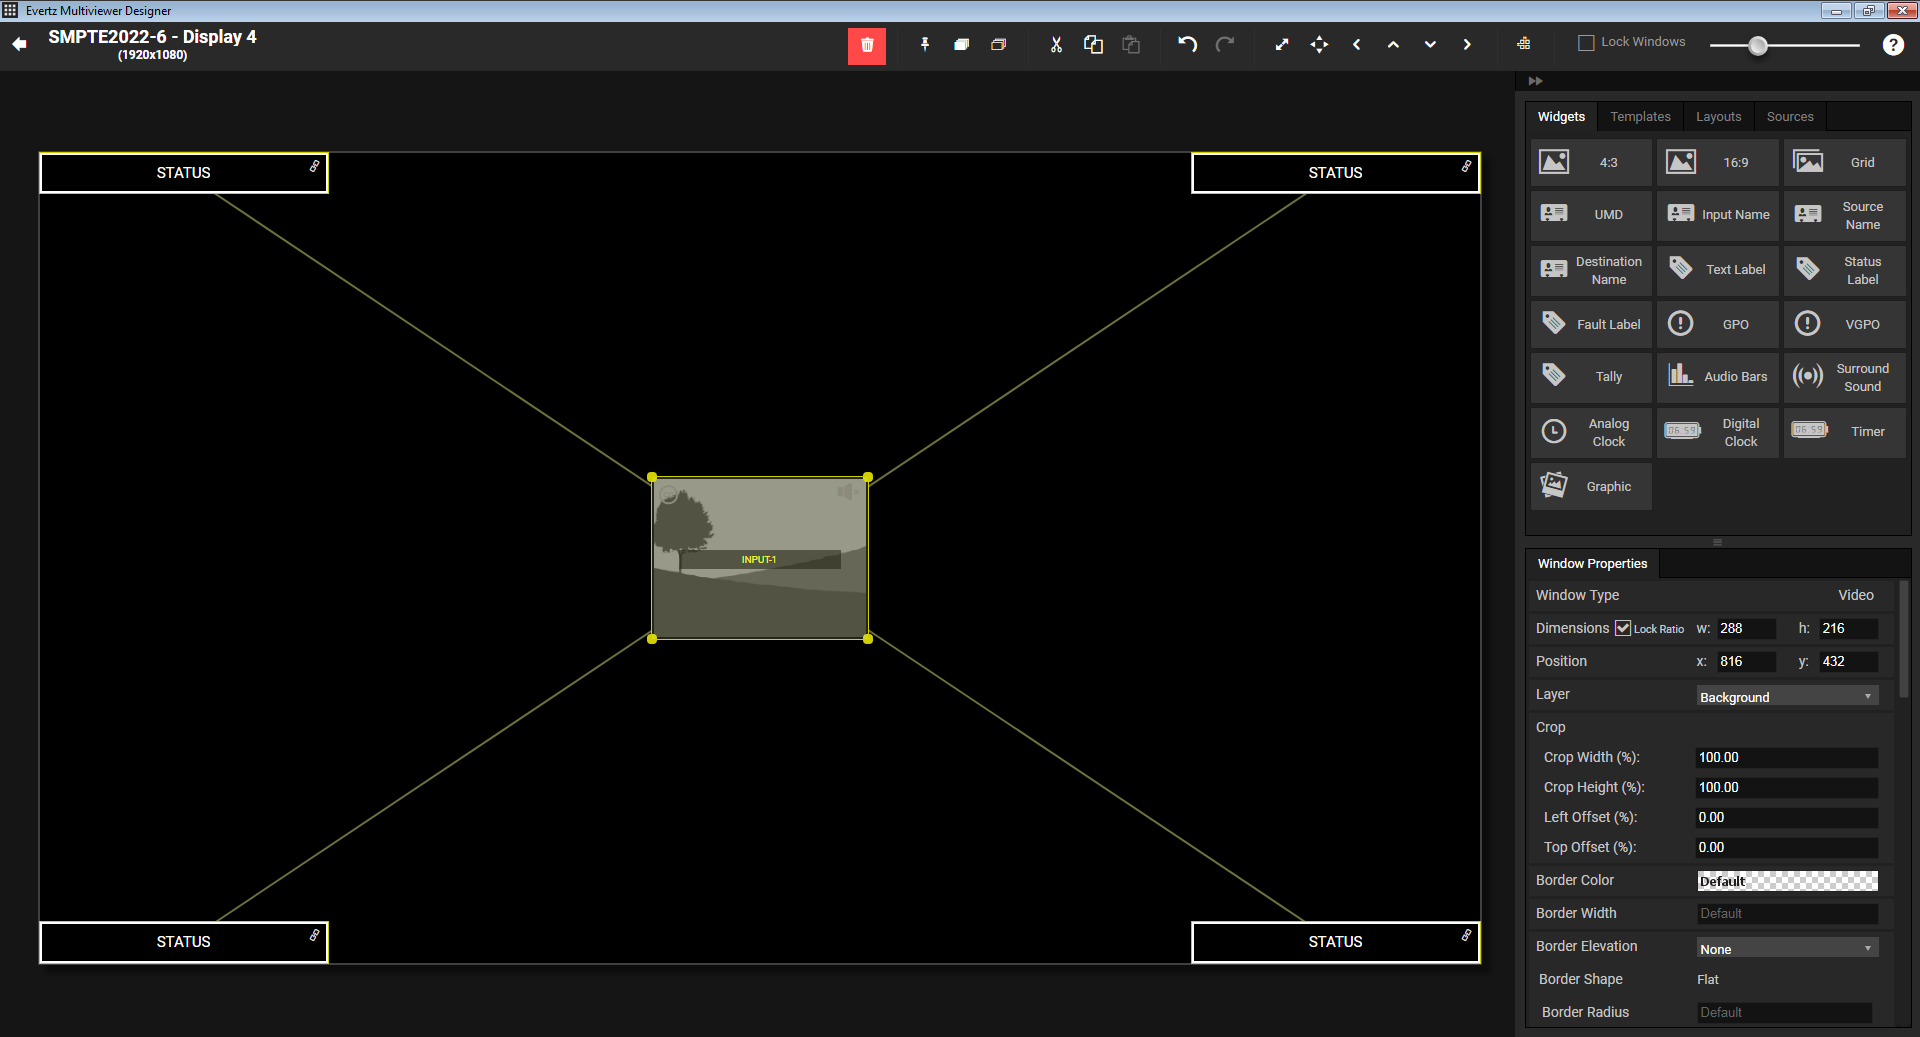 Evertz Multiviewer Designer
SMPTE2022-6 - Display 4
(1920x1080)
Lock Windows
?
STATUS
STATUS
INPUT-1
STATUS
STATUS
Widgets
Templates
Layouts
Sources
4:3
16:9
Grid
UMD
Input Name
Source
Name
Destination
Name
Text Label
Status
Label
Fault Label
GPO
VGPO
Tally
Audio Bars
Surround
Sound
Analog
Clock
06:59
Digital
Clock
06:59
Timer
Graphic
Window Properties
Window Type Video
Dimensions Lock Ratio w: 288 h: 216
Position x: 816 y: 432
Layer Background
Crop
Crop Width (%): 100.00
Crop Height (%): 100.00
Left Offset (%): 0.00
Top Offset (%): 0.00
Border Color Default
Border Width Default
Border Elevation None
Border Shape Flat
Border Radius Default